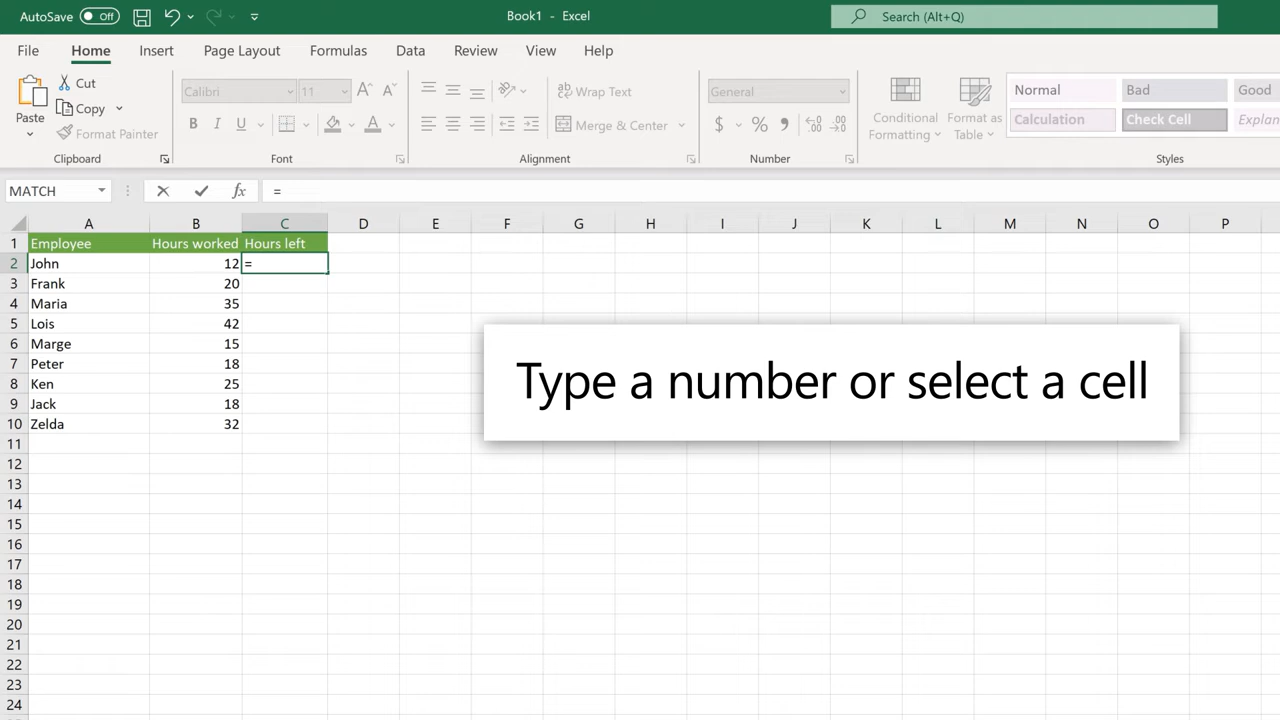 AutoSave Off Book1 - Excel Search (Alt+Q)
File Home Insert Page Layout Formulas Data Review View Help
Paste
Cut
Copy
Format Painter
Clipboard
Calibri 11 A^ Aˇ
B I U A
Font
ab Wrap Text
Merge & Center
Alignment
General
$ % , .00 .0
Number
Conditional Formatting
Format as Table
Normal Bad Good
Calculation Check Cell Explan
Styles
MATCH fx =
A B C D E F G H I J K L M N O P
1 Employee Hours worked Hours left
2 John 12 =
3 Frank 20
4 Maria 35
5 Lois 42
6 Marge 15
7 Peter 18
8 Ken 25
9 Jack 18
10 Zelda 32
Type a number or select a cell
11
12
13
14
15
16
17
18
19
20
21
22
23
24